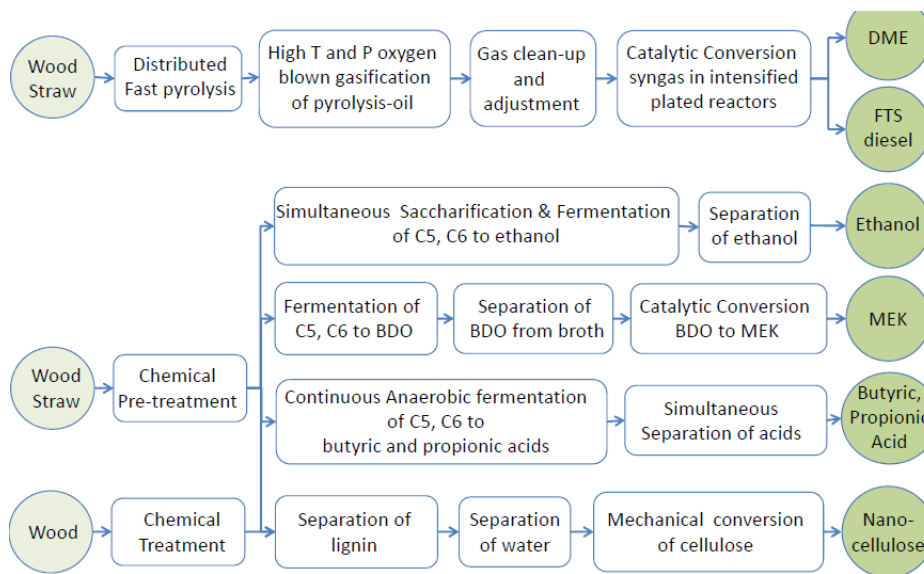 DME
Wood
Straw
Distributed
Fast pyrolysis
High T and P oxygen
blown gasification
of pyrolysis-oil
Gas clean-up
and
adjustment
Catalytic Conversion
syngas in intensified
plated reactors
FTS
diesel
Simultaneous Saccharification & Fermentation
of C5, C6 to ethanol
Separation
of ethanol
Ethanol
Fermentation of
C5, C6 to BDO
Separation of
BDO from broth
Catalytic Conversion
BDO to MEK
MEK
Wood
Straw
Chemical
Pre-treatment
Continuous Anaerobic fermentation
of C5, C6 to
butyric and propionic acids
Simultaneous
Separation of acids
Butyric,
Propionic
Acid
Wood
Chemical
Treatment
Separation of
lignin
Separation
of water
Mechanical conversion
of cellulose
Nano-
cellulose